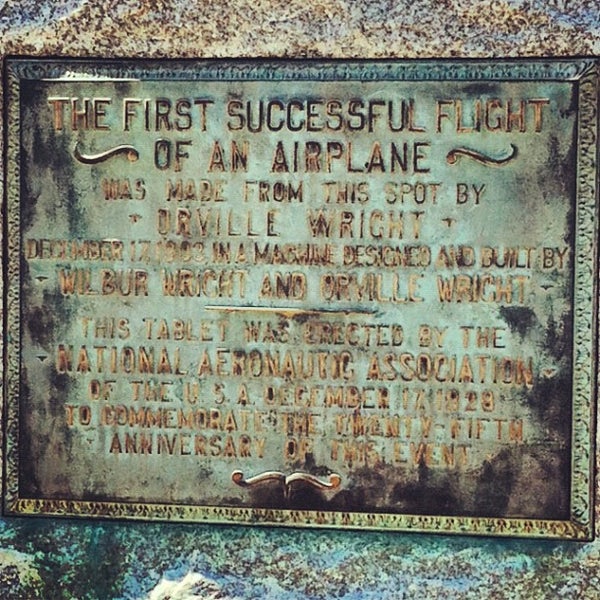 THE FIRST SUCCESSFUL FLIGHT
OF AN AIRPLANE
WAS MADE FROM THIS SPOT BY
ORVILLE WRIGHT
DECEMBER 17, 1903, IN A MACHINE DESIGNED AND BUILT BY
WILBUR WRIGHT AND ORVILLE WRIGHT
THIS TABLET WAS ERECTED BY THE
NATIONAL AERONAUTIC ASSOCIATION
OF THE U S A DECEMBER 17, 1928
TO COMMEMORATE THE TWENTY-FIFTH
ANNIVERSARY OF THIS EVENT